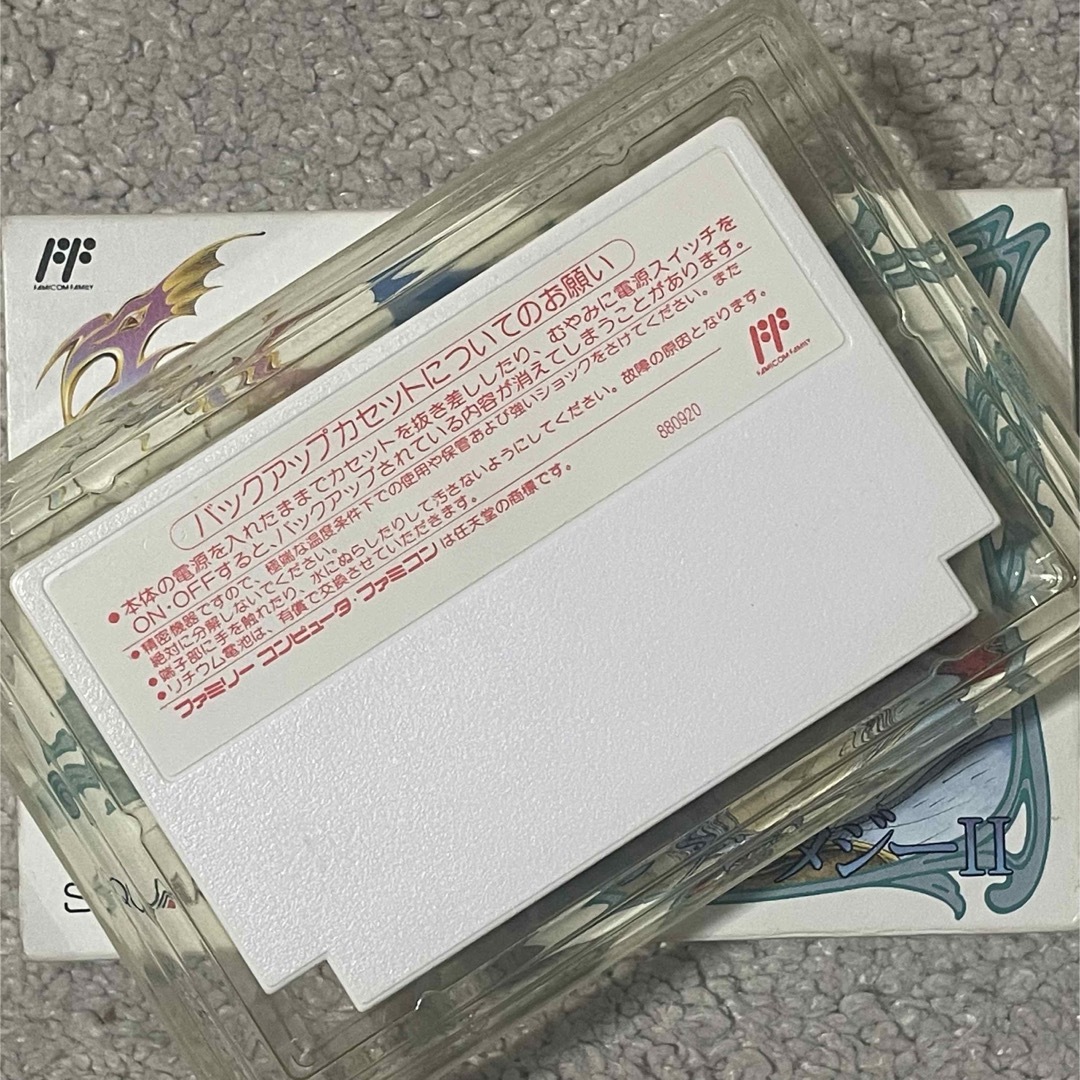 FAMICOM FAMILY
バックアップカセットについてのお願い
●本体の電源を入れたままでカセットを抜き差ししたり、むやみに電源スイッチを
ON・OFFすると、バックアップされている内容が消えてしまうことがあります。
●精密機器ですので、極端な温度条件下での使用や保管および強いショックをさけてください。また
絶対に分解しないでください。
●端子部に手を触れたり、水にぬらしたりして汚さないようにしてください。故障の原因となります。
●リチウム電池は、有償で交換させていただきます。
ファミリーコンピュータ・ファミコンは任天堂の商標です。
880920
FAMICOM FAMILY
メジーII